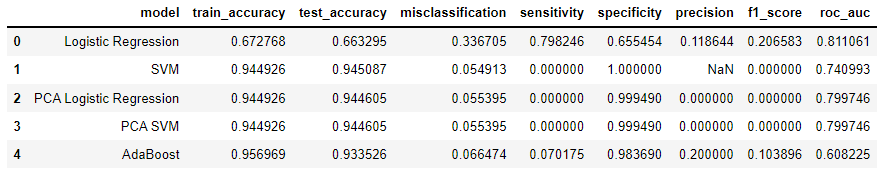 model train_accuracy test_accuracy misclassification sensitivity specificity precision f1_score roc_auc
0 Logistic Regression 0.672768 0.663295 0.336705 0.798246 0.655454 0.118644 0.206583 0.811061
1 SVM 0.944926 0.945087 0.054913 0.000000 1.000000 NaN 0.000000 0.740993
2 PCA Logistic Regression 0.944926 0.944605 0.055395 0.000000 0.999490 0.000000 0.000000 0.799746
3 PCA SVM 0.944926 0.944605 0.055395 0.000000 0.999490 0.000000 0.000000 0.799746
4 AdaBoost 0.956969 0.933526 0.066474 0.070175 0.983690 0.200000 0.103896 0.608225